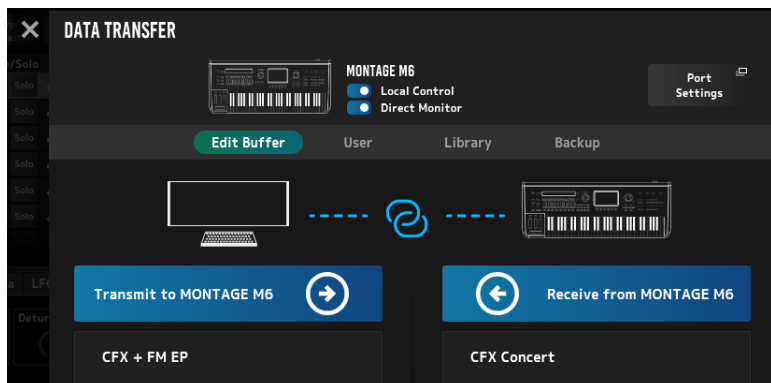 DATA TRANSFER
e/Solo
Solo
Solo
Solo
Solo
Solo
Solo
MONTAGE M6
Local Control
Direct Monitor
Port
Settings
Edit Buffer User Library Backup
Transmit to MONTAGE M6
Receive from MONTAGE M6
LF
Detu
CFX + FM EP
CFX Concert